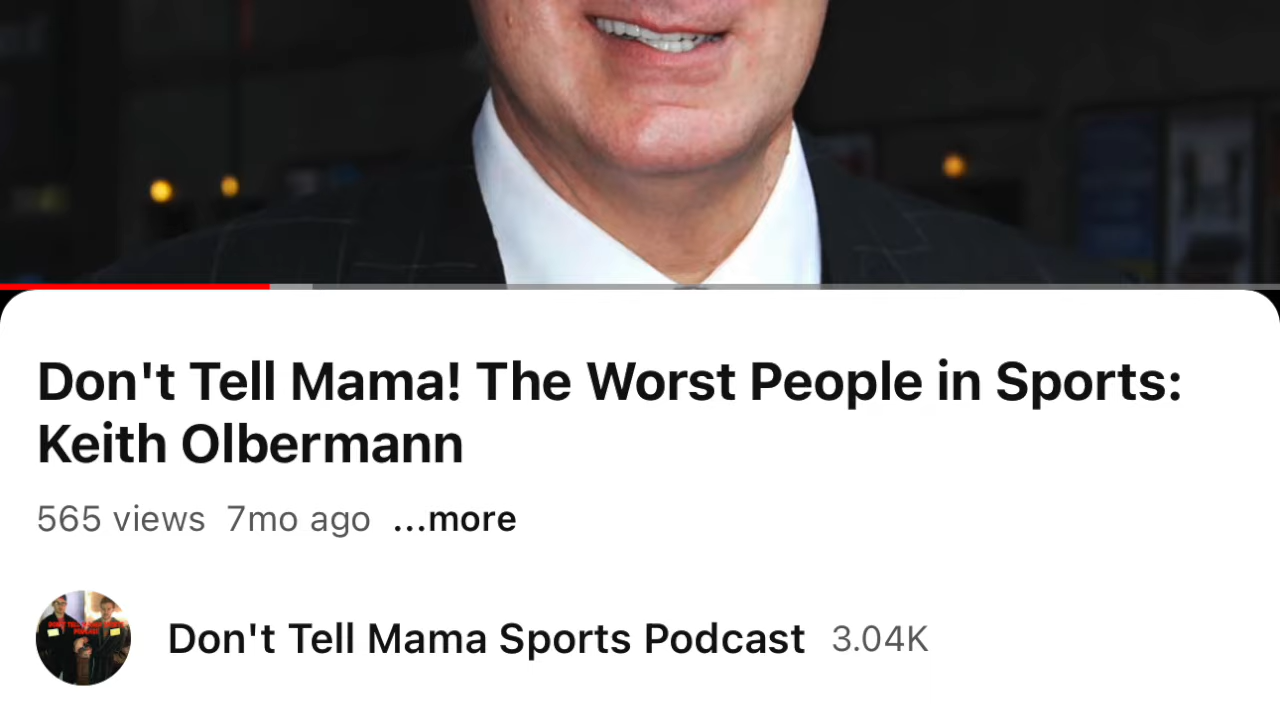 Don't Tell Mama! The Worst People in Sports:
Keith Olbermann
565 views 7mo ago ...more
Don't Tell Mama Sports Podcast 3.04K